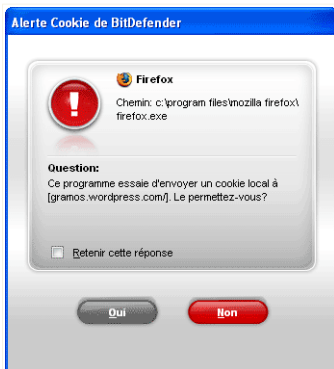 Alerte Cookie de BitDefender
Firefox
Chemin: c:\program files\mozilla firefox\
firefox.exe
Question:
Ce programme essaie d'envoyer un cookie local à
[gramos.wordpress.com/]. Le permettez-vous?
Retenir cette réponse
Oui
Non